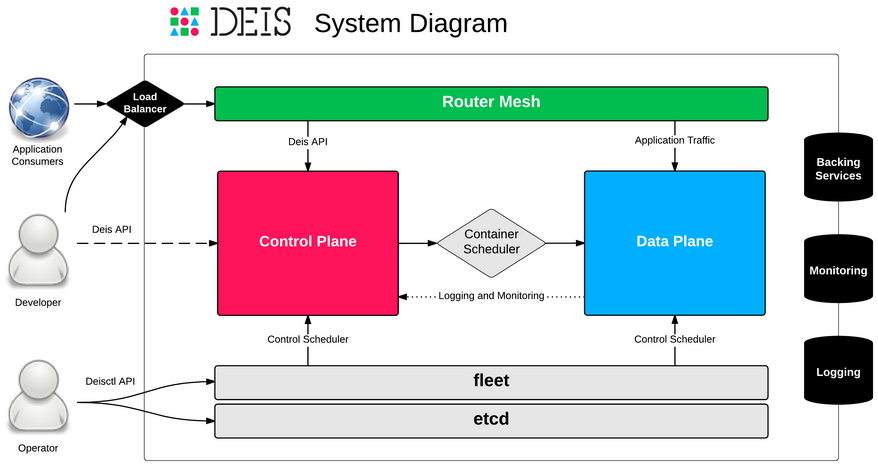 DEIS System Diagram
Load
Balancer
Router Mesh
Application
Consumers
Deis API
Application Traffic
Backing
Services
Deis API
Control Plane
Container
Scheduler
Data Plane
Monitoring
Developer
Logging and Monitoring
Control Scheduler
Control Scheduler
Logging
Deisctl API
fleet
etcd
Operator